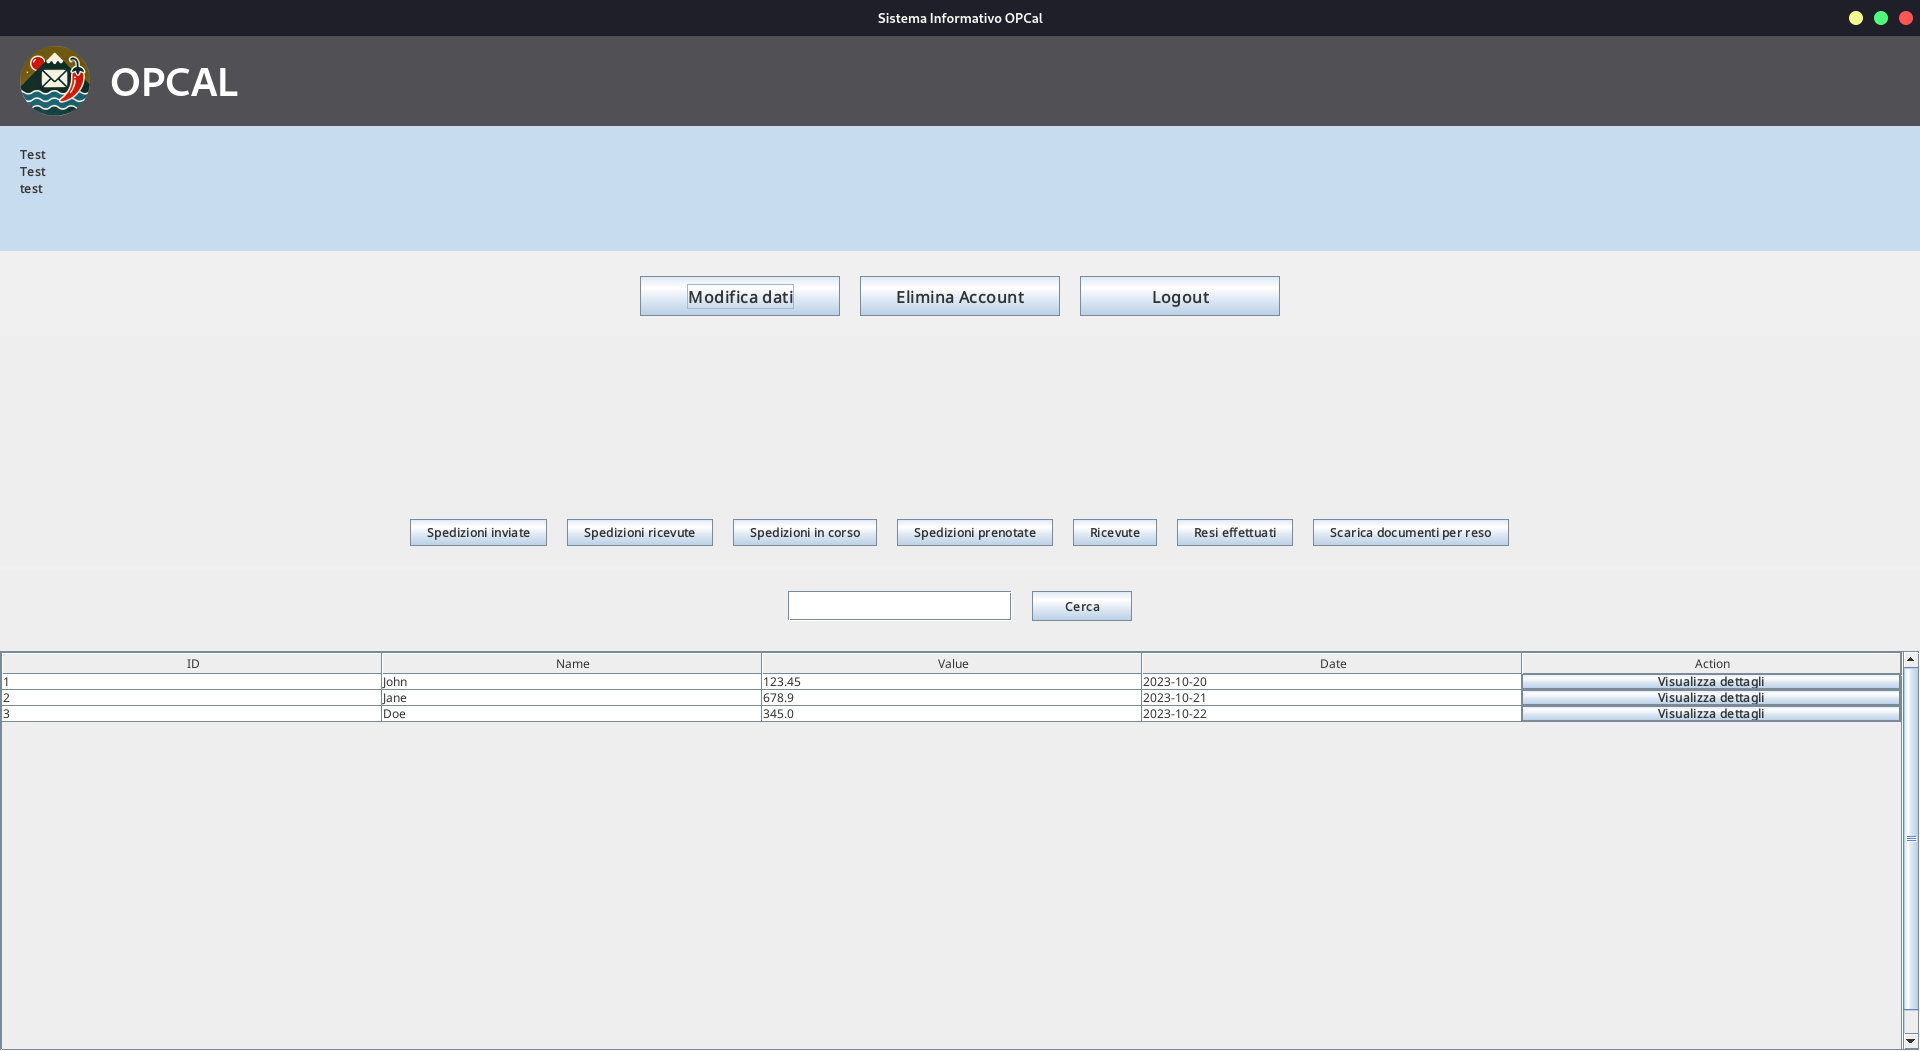 Sistema Informativo OPCal
OPCAL
Test
Test
test
Modifica dati Elimina Account Logout
Spedizioni inviate Spedizioni ricevute Spedizioni in corso Spedizioni prenotate Ricevute Resi effettuati Scarica documenti per reso
Cerca
ID Name Value Date Action
1 John 123.45 2023-10-20 Visualizza dettagli
2 Jane 678.9 2023-10-21 Visualizza dettagli
3 Doe 345.0 2023-10-22 Visualizza dettagli